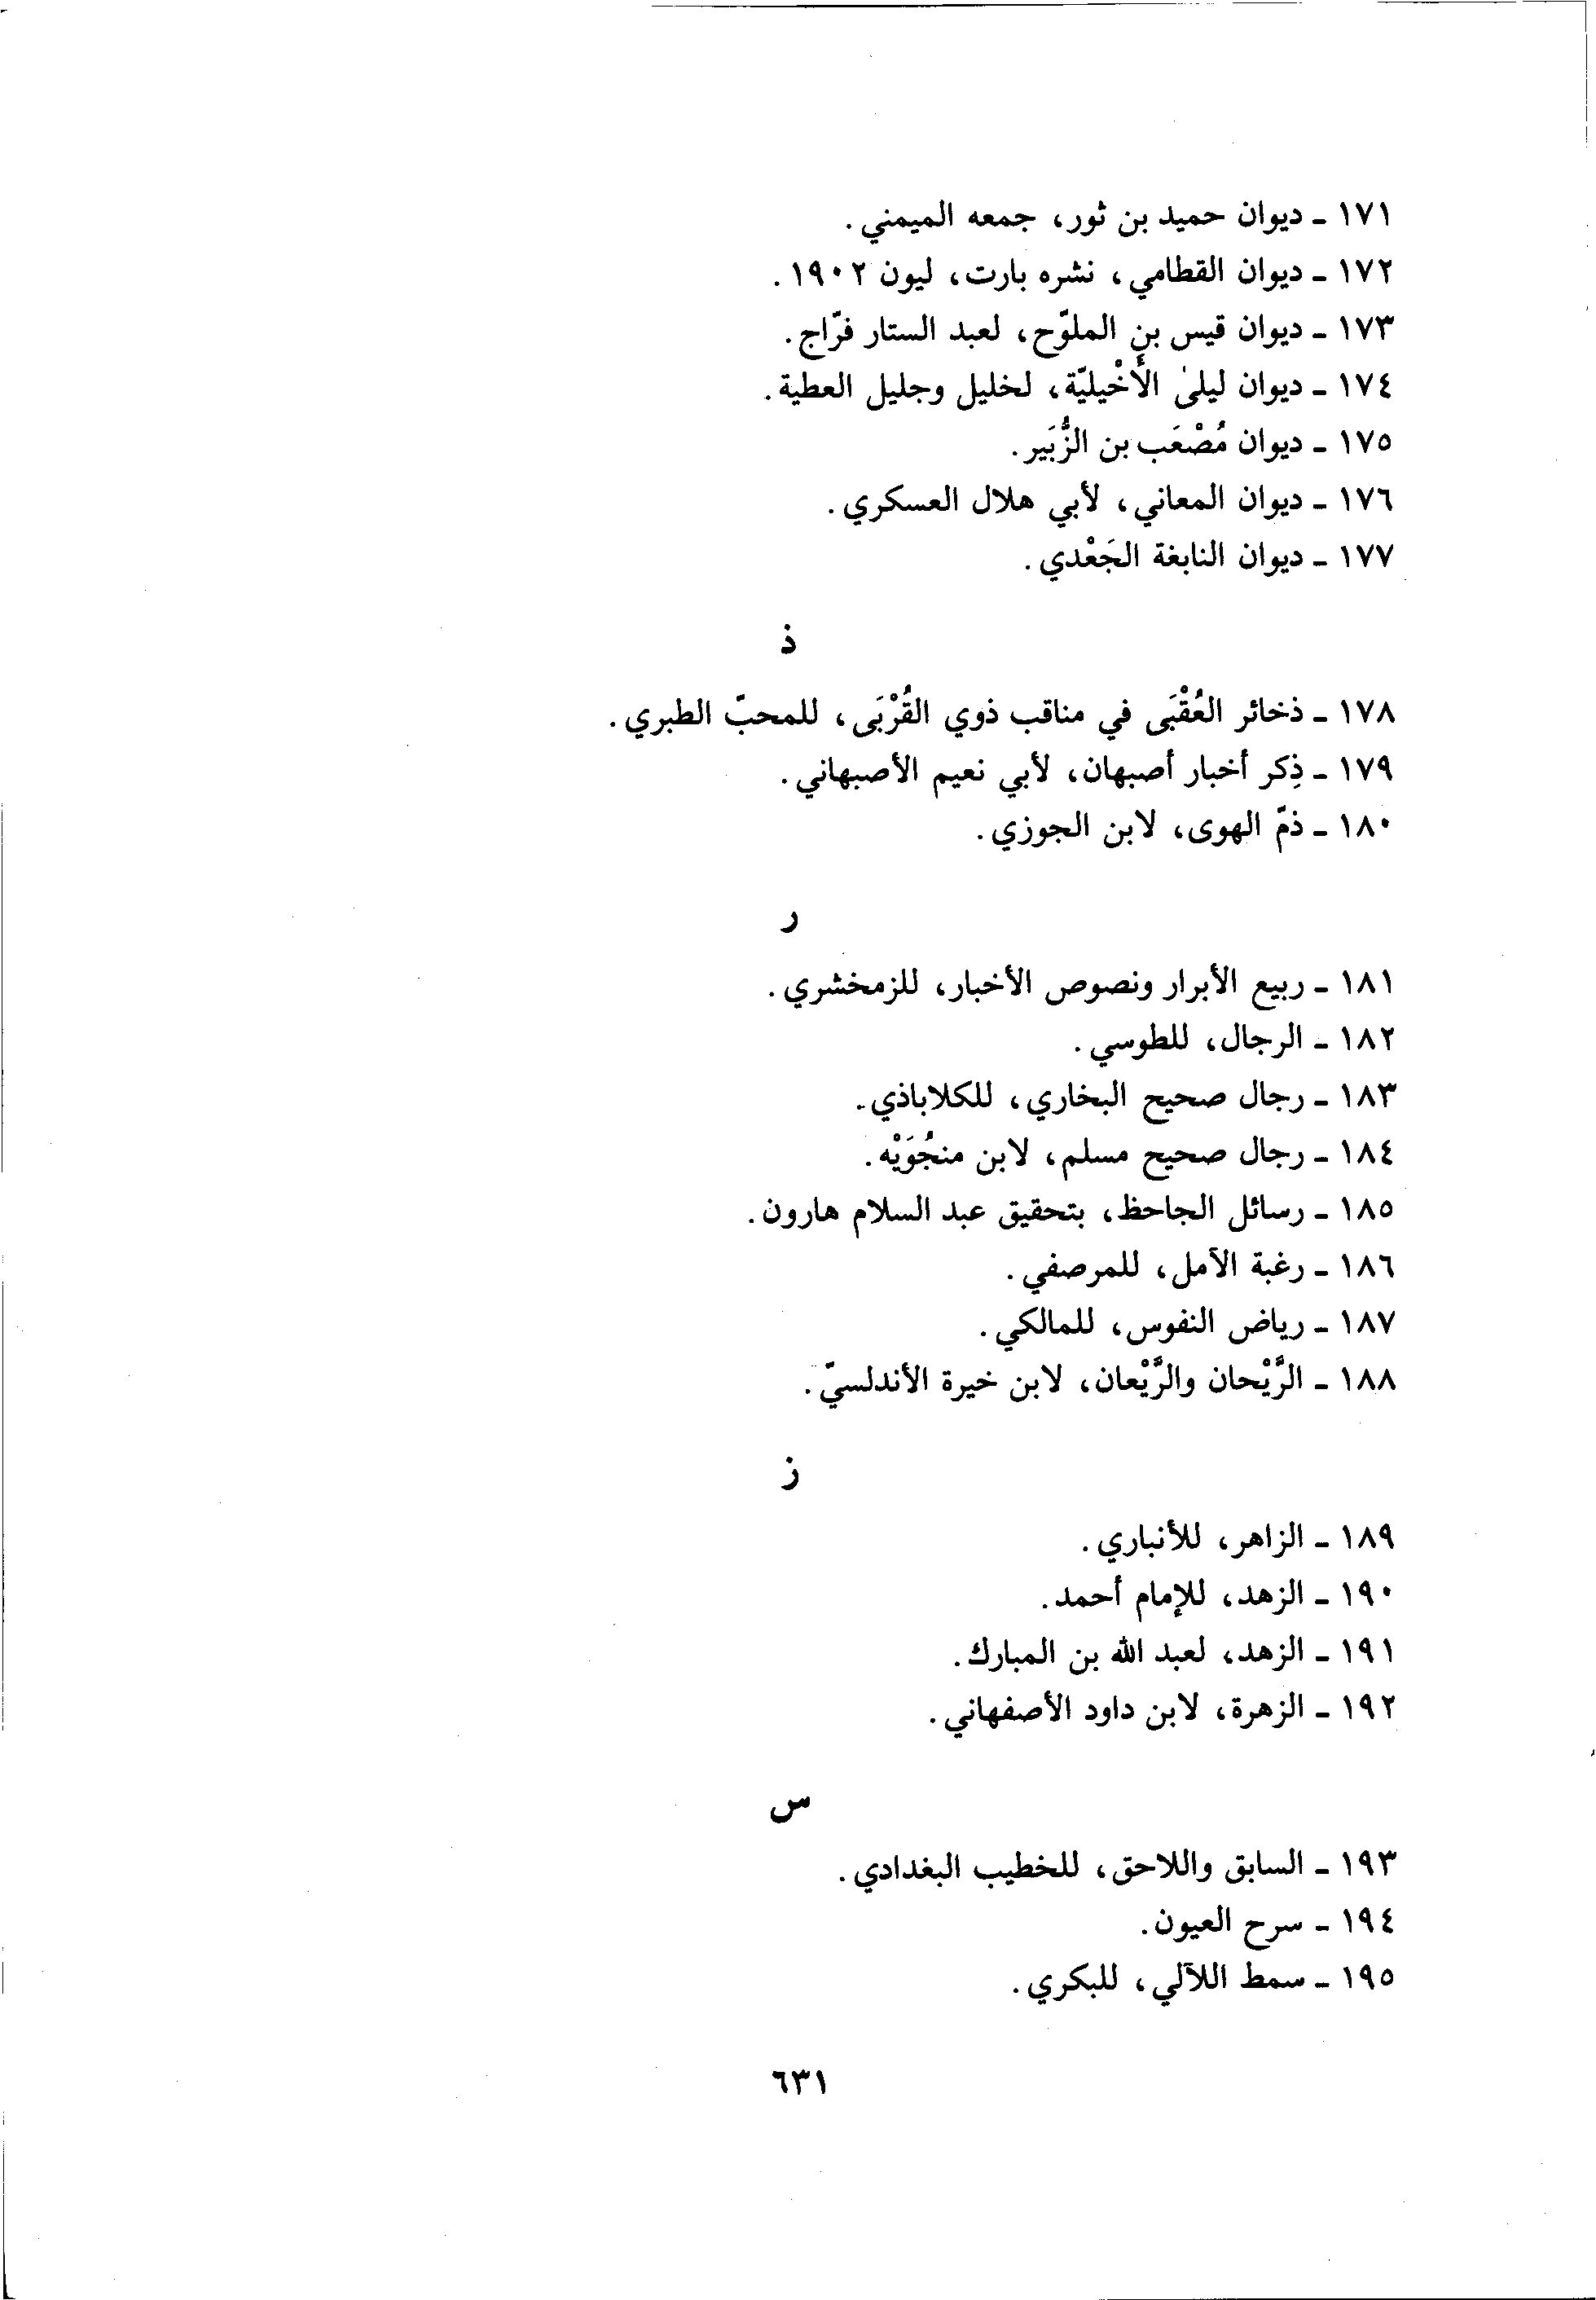 ١٧١ - ديوان حميد بن ثور، جمعه الميمني.
١٧٢ - ديوان القطامي، نشره بارت، ليون ١٩٠٢.
١٧٣ - ديوان قيس بن الملوّح، لعبد الستار فرّاج.
١٧٤ - ديوان ليلىٰ الأَخْيليّة، لخليل وجليل العطية.
١٧٥ - ديوان مُصْعَب بن الزُّبَير.
١٧٦ - ديوان المعاني، لأبي هلال العسكري.
١٧٧ - ديوان النابغة الجَعْدي.
ذ
١٧٨ - ذخائر العُقْبَى في مناقب ذوي القُرْبَى، للمحبّ الطبري.
١٧٩ - ذِكر أخبار أصبهان، لأبي نعيم الأصبهاني.
١٨٠ - ذمّ الهوى، لابن الجوزي.
ر
١٨١ - ربيع الأبرار ونصوص الأخبار، للزمخشري.
١٨٢ - الرجال، للطوسي.
١٨٣ - رجال صحيح البخاري، للكلاباذي.
١٨٤ - رجال صحيح مسلم، لابن منجُوَيْه.
١٨٥ - رسائل الجاحظ، بتحقيق عبد السلام هارون.
١٨٦ - رغبة الآمل، للمرصفي.
١٨٧ - رياض النفوس، للمالكي.
١٨٨ - الرَّيْحان والرَّيْعان، لابن خيرة الأندلسيّ.
ز
١٨٩ - الزاهر، للأنباري.
١٩٠ - الزهد، للإمام أحمد.
١٩١ - الزهد، لعبد الله بن المبارك.
١٩٢ - الزهرة، لابن داود الأصفهاني.
س
١٩٣ - السابق واللاحق، للخطيب البغدادي.
١٩٤ - سرح العيون.
١٩٥ - سمط اللآلي، للبكري.
٦٣١